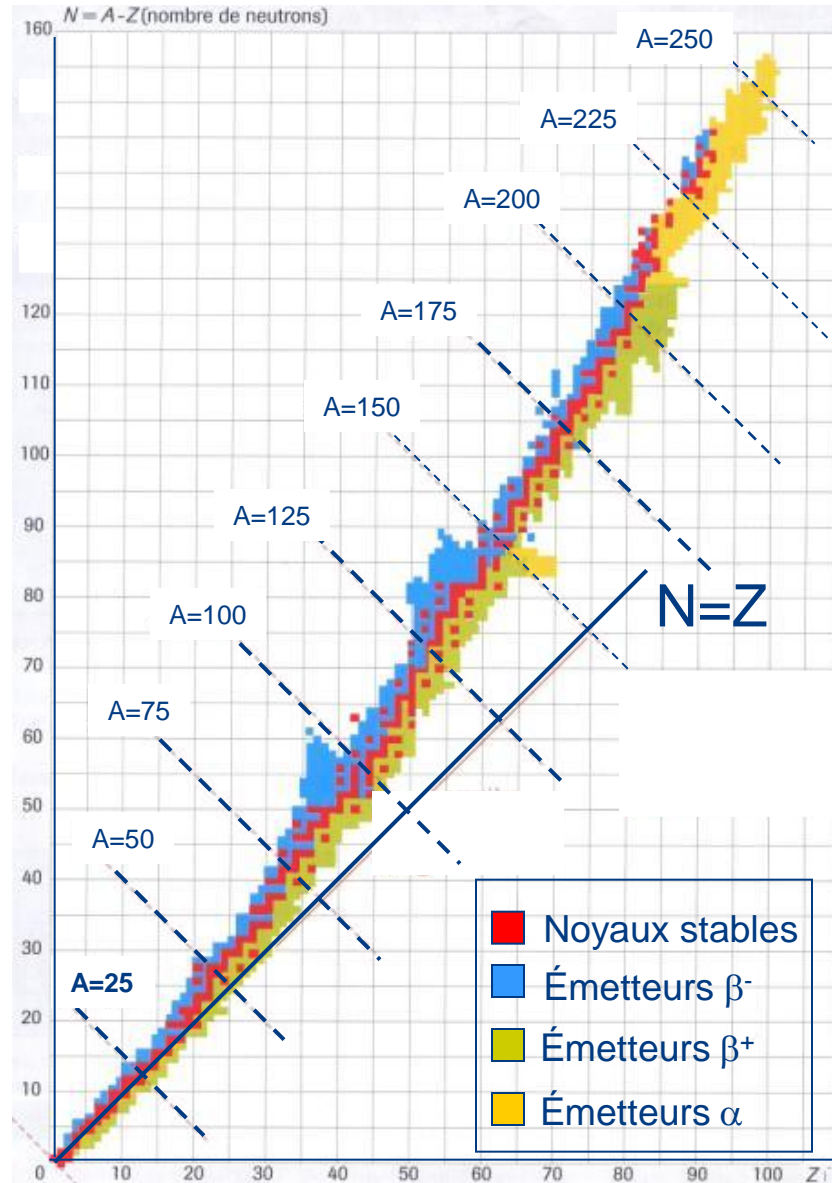 N = A-Z (nombre de neutrons)
160
A=250
A=225
A=200
120
A=175
110
A=150
100
A=125
90
80
N=Z
A=100
70
A=75
60
50
A=50
40
30
A=25
20
10
Noyaux stables
Émetteurs β-
Émetteurs β+
Émetteurs α
0 10 20 30 40 50 60 70 80 90 100 Z